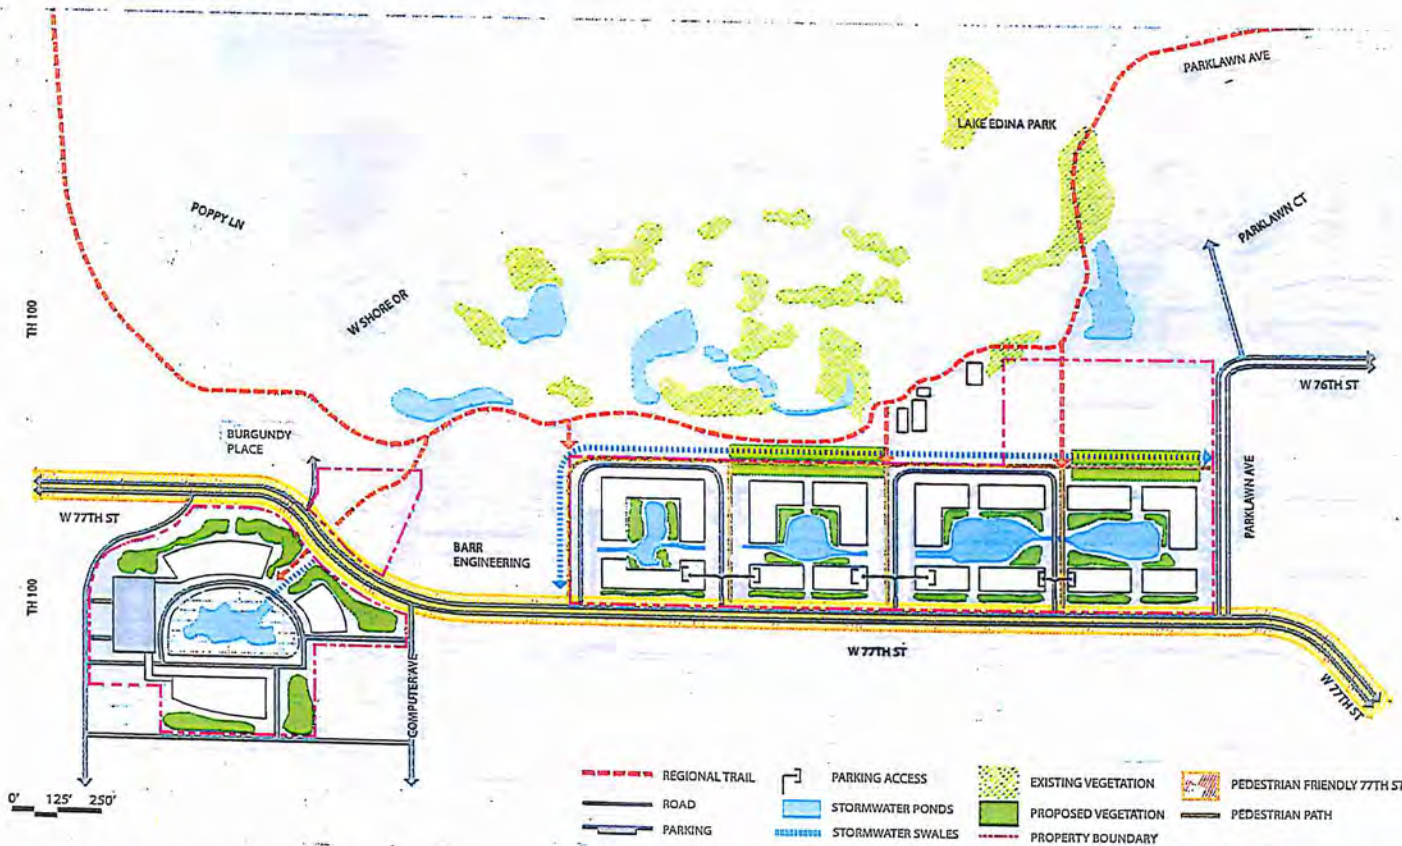 PARKLAWN AVE
LAKE EDINA PARK
POPPY LN
PARKLAWN CT
W SHORE DR
TH 100
W 76TH ST
BURGUNDY
PLACE
W 77TH ST
BARR
ENGINEERING
PARKLAWN AVE
TH 100
W 77TH ST
COMPUTER AVE
W 77TH ST
0' 125' 250'
REGIONAL TRAIL
ROAD
PARKING
PARKING ACCESS
STORMWATER PONDS
STORMWATER SWALES
EXISTING VEGETATION
PROPOSED VEGETATION
PROPERTY BOUNDARY
PEDESTRIAN FRIENDLY 77TH ST
PEDESTRIAN PATH